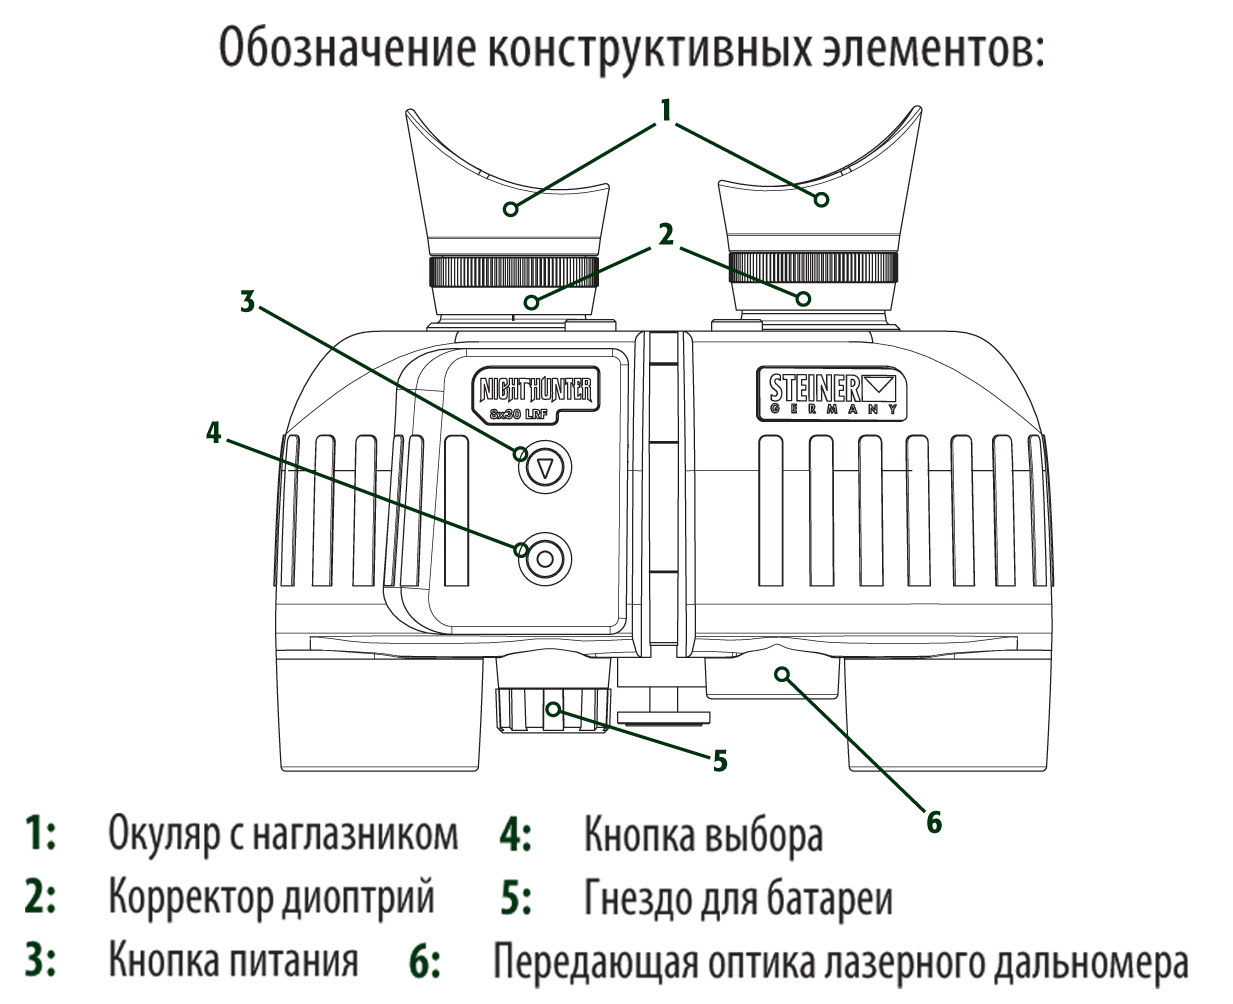 Обозначение конструктивных элементов:
1
2
3
4
NIGHTHUNTER
8x30 LRF
STEINER
GERMANY
5
6
1: Окуляр с наглазником 4: Кнопка выбора
2: Корректор диоптрий 5: Гнездо для батареи
3: Кнопка питания 6: Передающая оптика лазерного дальномера